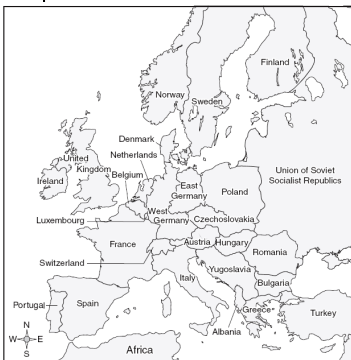 Finland
Norway
Sweden
Denmark
Netherlands
United
Kingdom
Ireland
Belgium
East
Germany
Poland
Union of Soviet
Socialist Republics
Luxembourg
West
Germany
Czechoslovakia
France
Austria
Hungary
Romania
Switzerland
Yugoslavia
Italy
Bulgaria
Portugal
Spain
Greece
Turkey
Albania
Africa
N
W
E
S